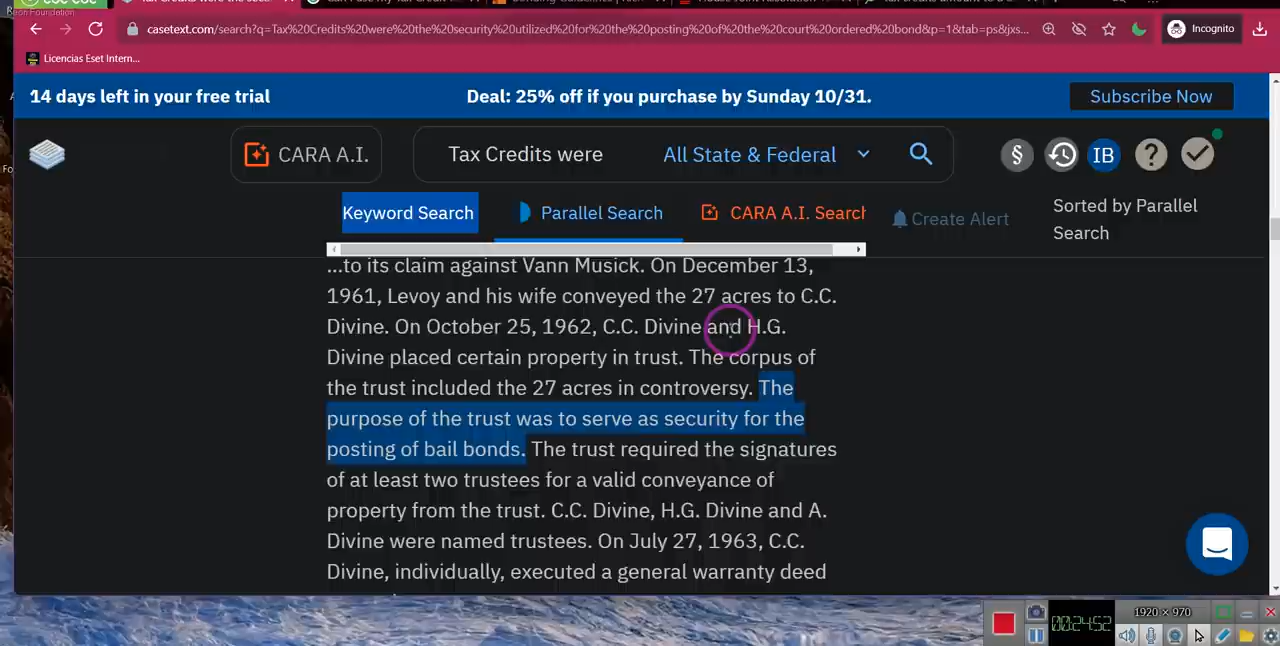 casetext.com/search?q=Tax%20Credits%20were%20the%20security%20utilized%20for%20the%20posting%20of%20the%20court%20ordered%20bond&p=1&tab=ps&jxs...
Incognito
Licencias Eset Intern...
14 days left in your free trial
Deal: 25% off if you purchase by Sunday 10/31.
Subscribe Now
CARA A.I.
Tax Credits were
All State & Federal
§
IB
?
Keyword Search
Parallel Search
CARA A.I. Search
Create Alert
Sorted by Parallel
Search
...to its claim against Vann Musick. On December 13,
1961, Levoy and his wife conveyed the 27 acres to C.C.
Divine. On October 25, 1962, C.C. Divine and H.G.
Divine placed certain property in trust. The corpus of
the trust included the 27 acres in controversy. The
purpose of the trust was to serve as security for the
posting of bail bonds. The trust required the signatures
of at least two trustees for a valid conveyance of
property from the trust. C.C. Divine, H.G. Divine and A.
Divine were named trustees. On July 27, 1963, C.C.
Divine, individually, executed a general warranty deed
1920 × 970
00:24:52